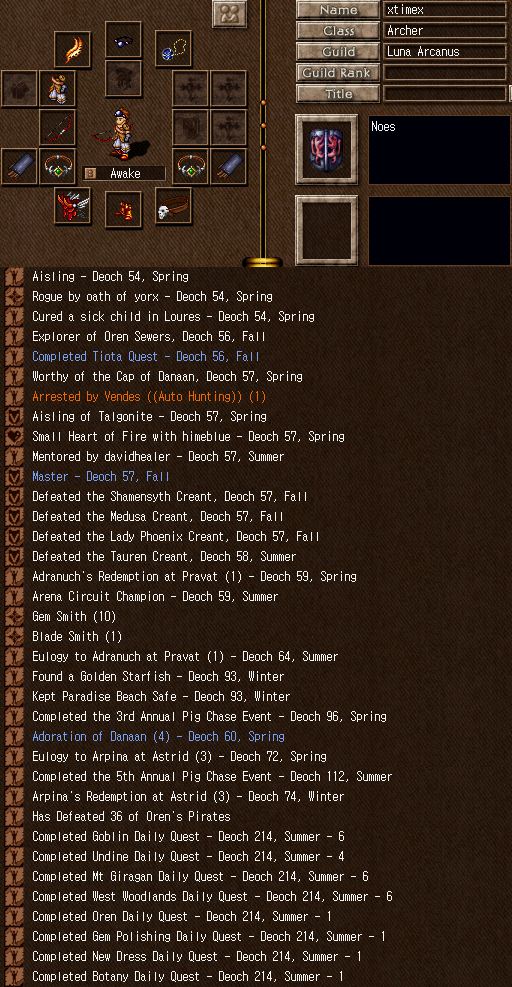 Name xtimex
Class Archer
Guild Luna Arcanus
Guild Rank
Title
Noes
Awake
Aisling - Deoch 54, Spring
Rogue by oath of yorx - Deoch 54, Spring
Cured a sick child in Loures - Deoch 54, Spring
Explorer of Oren Sewers, Deoch 56, Fall
Completed Tiota Quest - Deoch 56, Fall
Worthy of the Cap of Danaan, Deoch 57, Spring
Arrested by Vendes ((Auto Hunting)) (1)
Aisling of Talgonite - Deoch 57, Spring
Small Heart of Fire with himeblue - Deoch 57, Spring
Mentored by davidhealer - Deoch 57, Summer
Master - Deoch 57, Fall
Defeated the Shamensyth Creant, Deoch 57, Fall
Defeated the Medusa Creant, Deoch 57, Fall
Defeated the Lady Phoenix Creant, Deoch 57, Fall
Defeated the Tauren Creant, Deoch 58, Summer
Adranuch's Redemption at Pravat (1) - Deoch 59, Spring
Arena Circuit Champion - Deoch 59, Summer
Gem Smith (10)
Blade Smith (1)
Eulogy to Adranuch at Pravat (1) - Deoch 64, Summer
Found a Golden Starfish - Deoch 93, Winter
Kept Paradise Beach Safe - Deoch 93, Winter
Completed the 3rd Annual Pig Chase Event - Deoch 96, Spring
Adoration of Danaan (4) - Deoch 60, Spring
Eulogy to Arpina at Astrid (3) - Deoch 72, Spring
Completed the 5th Annual Pig Chase Event - Deoch 112, Summer
Arpina's Redemption at Astrid (3) - Deoch 74, Winter
Has Defeated 36 of Oren's Pirates
Completed Goblin Daily Quest - Deoch 214, Summer - 6
Completed Undine Daily Quest - Deoch 214, Summer - 4
Completed Mt Giragan Daily Quest - Deoch 214, Summer - 6
Completed West Woodlands Daily Quest - Deoch 214, Summer - 6
Completed Oren Daily Quest - Deoch 214, Summer - 1
Completed Gem Polishing Daily Quest - Deoch 214, Summer - 1
Completed New Dress Daily Quest - Deoch 214, Summer - 1
Completed Botany Daily Quest - Deoch 214, Summer - 1